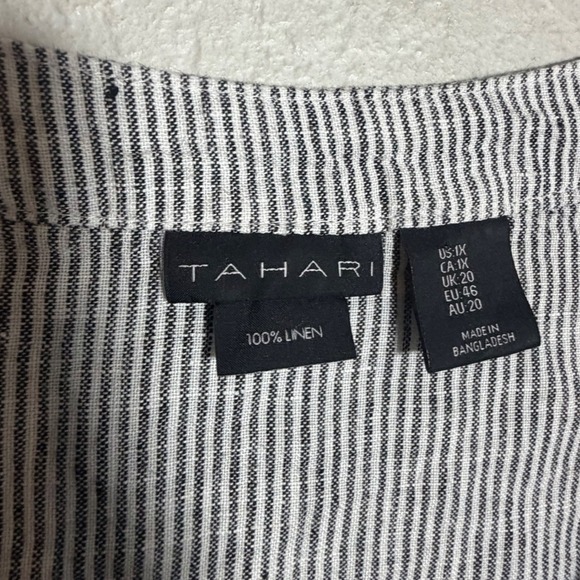 TAHARI
100% LINEN
US:1X
CA:1X
UK:20
EU:46
AU:20
MADE IN
BANGLADESH